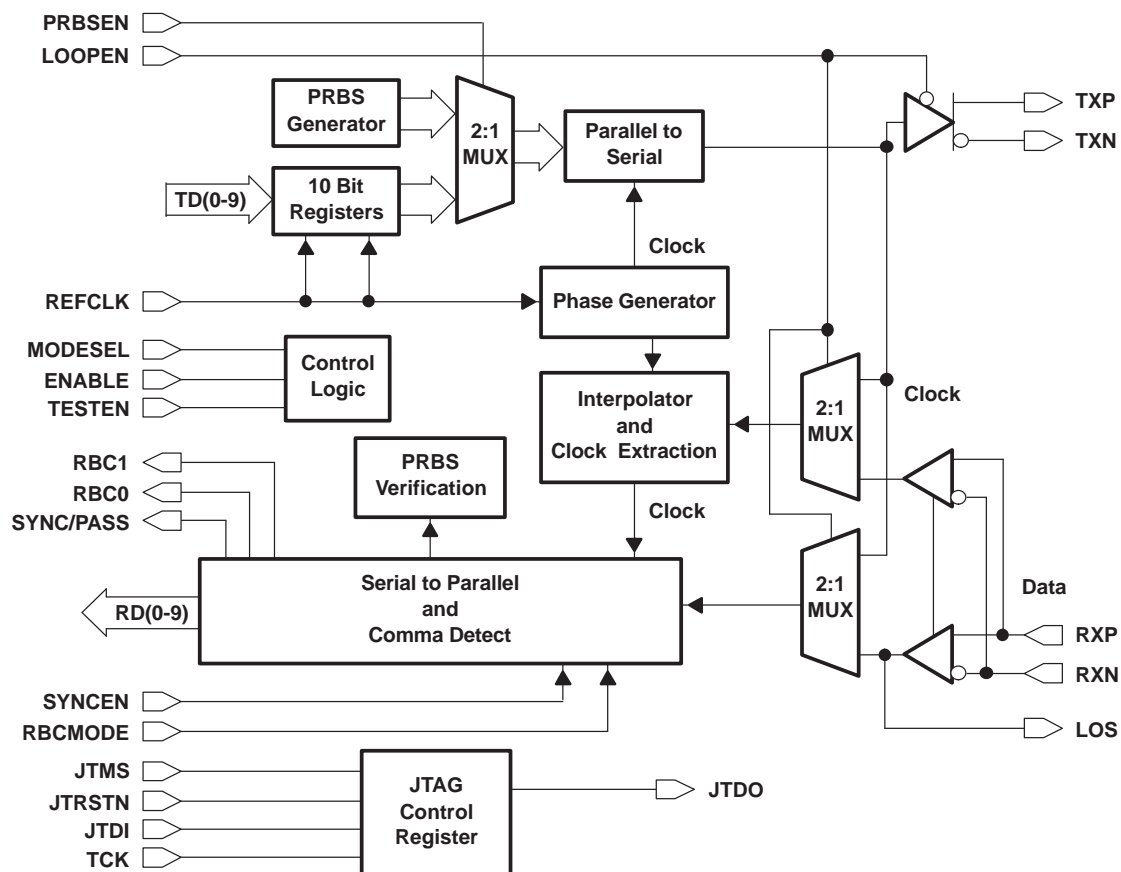 PRBSEN
LOOPEN
PRBS
Generator
2:1
MUX
Parallel to
Serial
TXP
TXN
TD(0-9)
10 Bit
Registers
Clock
REFCLK
Phase Generator
MODESEL
ENABLE
TESTEN
Control
Logic
Interpolator
and
Clock Extraction
2:1
MUX
Clock
RBC1
RBC0
SYNC/PASS
PRBS
Verification
Clock
RD(0-9)
Serial to Parallel
and
Comma Detect
2:1
MUX
Data
RXP
RXN
SYNCEN
RBCMODE
LOS
JTMS
JTRSTN
JTDI
TCK
JTAG
Control
Register
JTDO